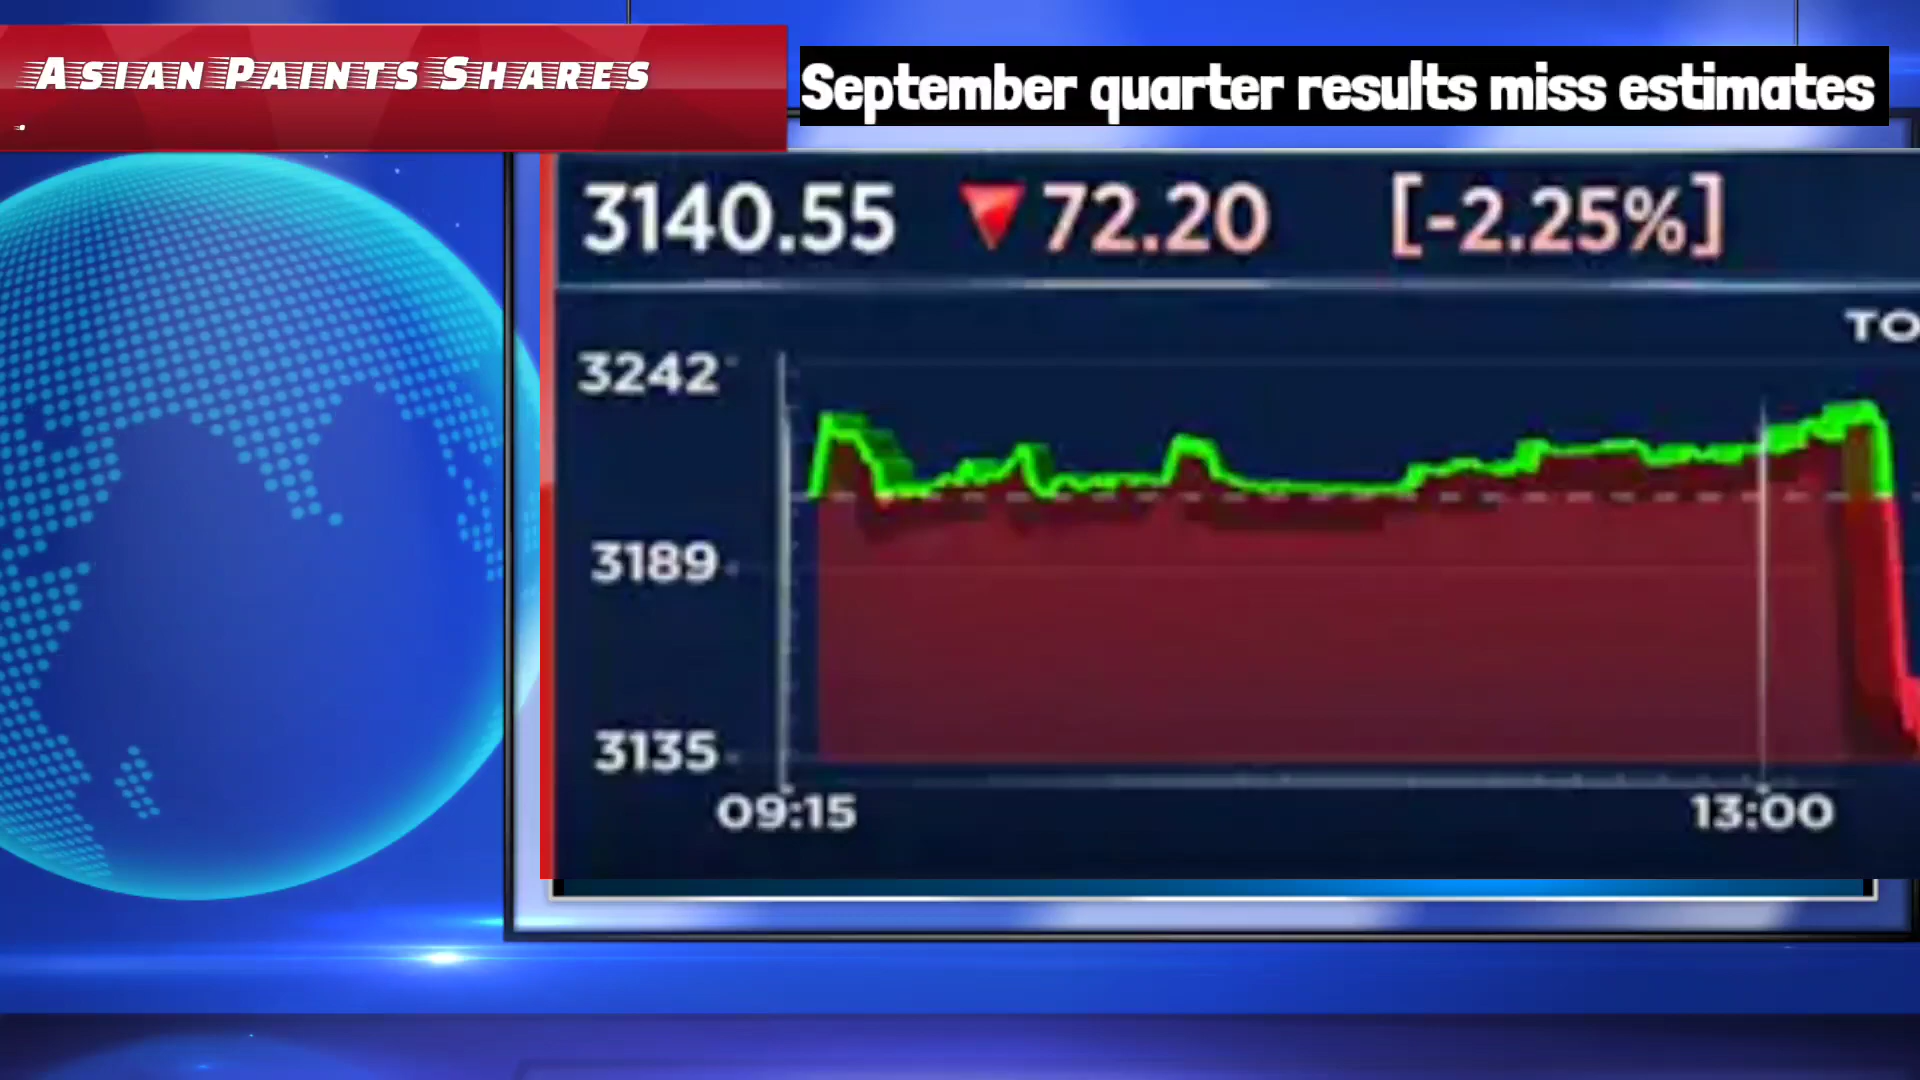 Asian Paints Shares
.
September quarter results miss estimates
3140.55 ▼72.20 [-2.25%]
TO
3242
3189
3135
09:15 13:00